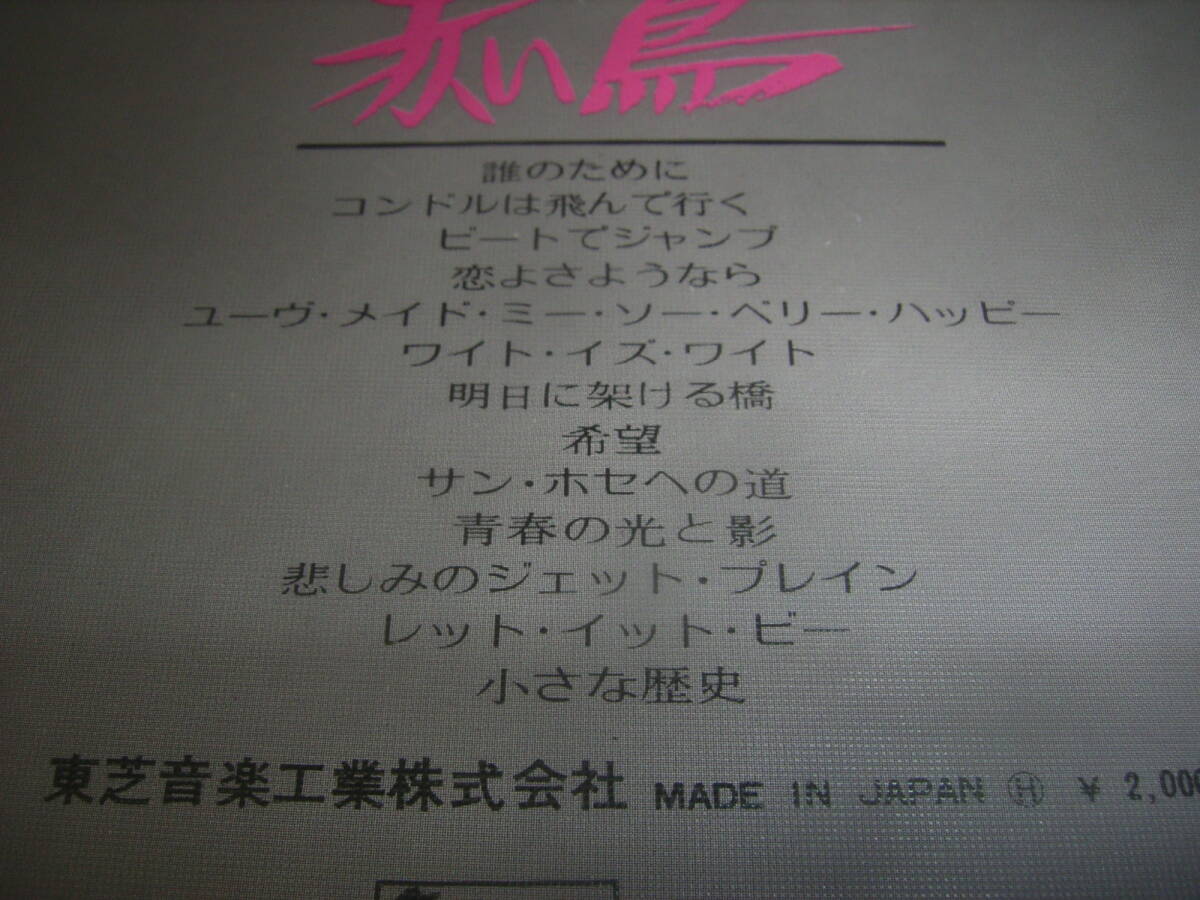 赤い鳥
誰のために
コンドルは飛んで行く
ビートでジャンプ
恋よさようなら
ユーヴ・メイド・ミー・ソー・ベリー・ハッピー
ワイト・イズ・ワイト
明日に架ける橋
希望
サン・ホセへの道
青春の光と影
悲しみのジェット・プレイン
レット・イット・ビー
小さな歴史
東芝音楽工業株式会社 MADE IN JAPAN Ⓗ ¥ 2,000